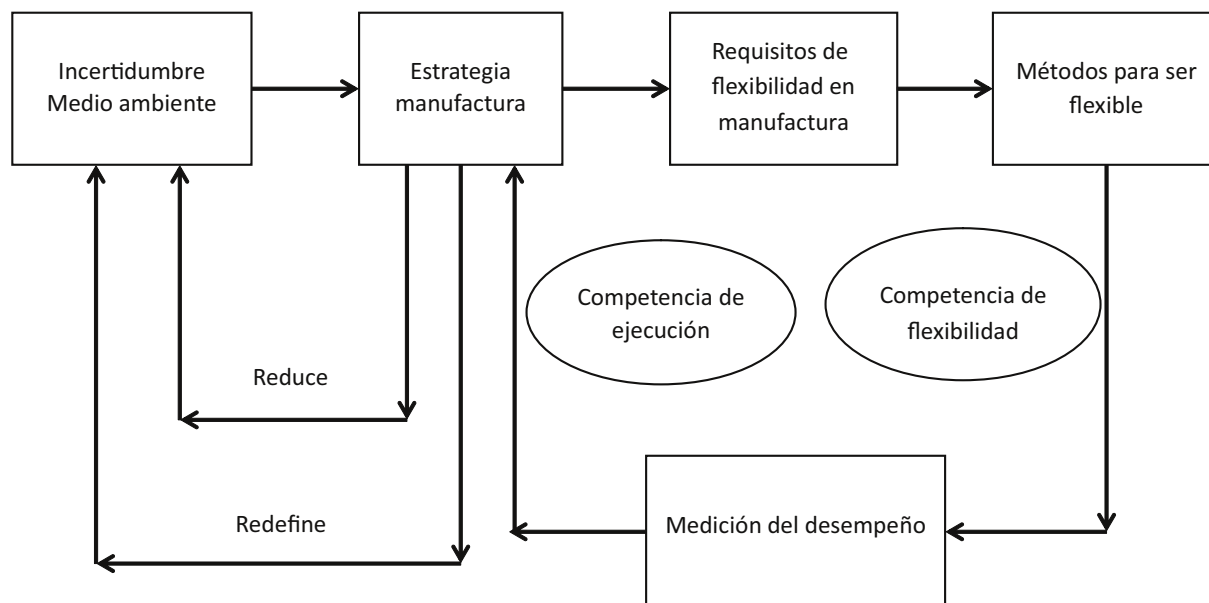 Incertidumbre
Medio ambiente
Estrategia
manufactura
Requisitos de
flexibilidad en
manufactura
Métodos para ser
flexible
Competencia de
ejecución
Competencia de
flexibilidad
Reduce
Redefine
Medición del desempeño